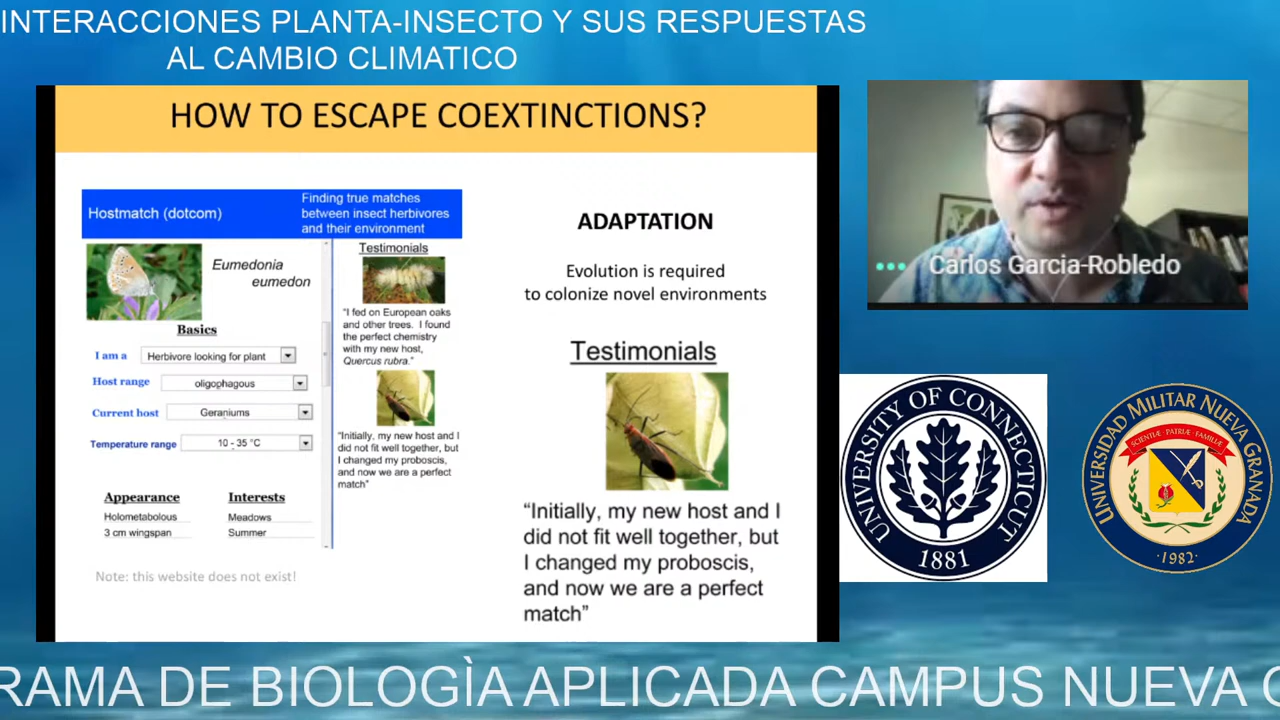 INTERACCIONES PLANTA-INSECTO Y SUS RESPUESTAS
AL CAMBIO CLIMATICO
HOW TO ESCAPE COEXTINCTIONS?
Hostmatch (dotcom)
Finding true matches
between insect herbivores
and their environment
Eumedonia
eumedon
Basics
I am a
Herbivore looking for plant
Host range
oligophagous
Current host
Geraniums
Temperature range
10 - 35 °C
Appearance
Interests
Holometabolous
Meadows
3 cm wingspan
Summer
Note: this website does not exist!
Testimonials
"I fed on European oaks
and other trees. I found
the perfect chemistry
with my new host,
Quercus rubra."
"Initially, my new host and I
did not fit well together, but
I changed my proboscis,
and now we are a perfect
match"
ADAPTATION
Evolution is required
to colonize novel environments
Testimonials
“Initially, my new host and I
did not fit well together, but
I changed my proboscis,
and now we are a perfect
match”
Carlos Garcia-Robledo
UNIVERSITY OF CONNECTICUT
1881
UNIVERSIDAD MILITAR NUEVA GRANADA
SCIENTIÆ · PATRIÆ · FAMILIÆ
·1982·
RAMA DE BIOLOGÌA APLICADA CAMPUS NUEVA